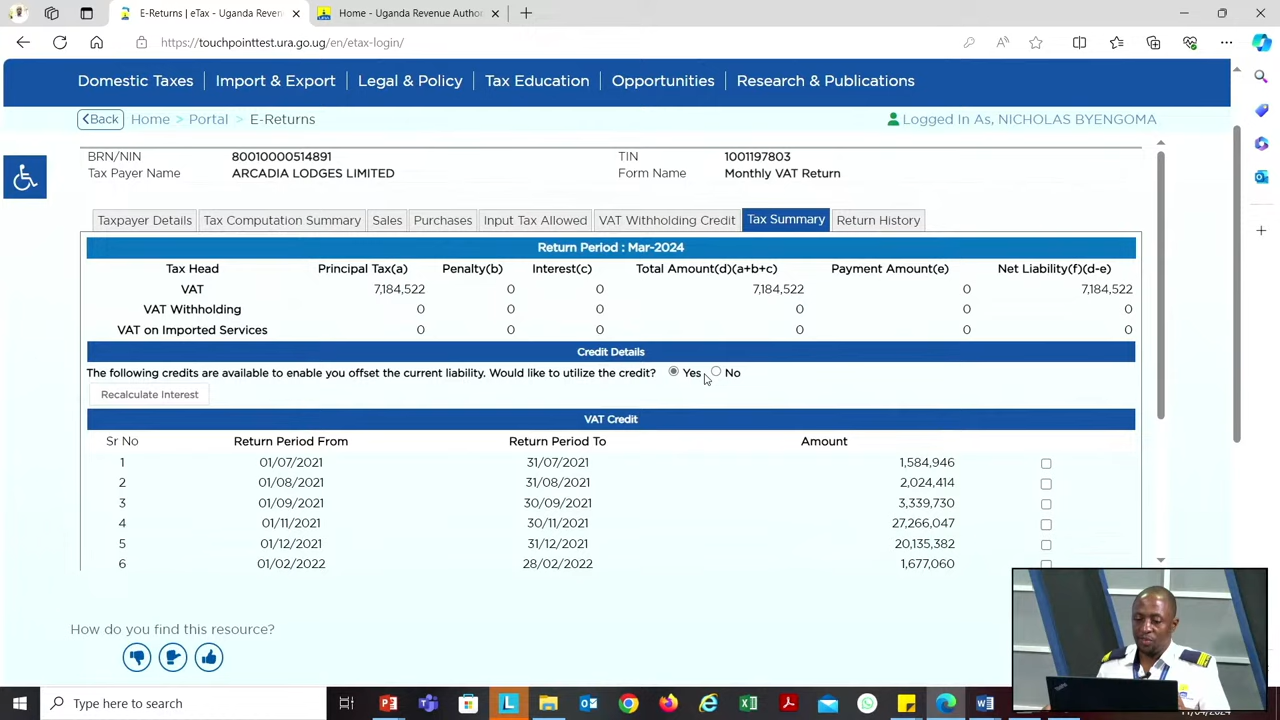 E-Returns | eTax - Uganda Reven
Home - Uganda Revenue Autho
https://touchpointtest.ura.go.ug/en/etax-login/
Domestic Taxes | Import & Export | Legal & Policy | Tax Education | Opportunities | Research & Publications
Back Home > Portal > E-Returns Logged In As, NICHOLAS BYENGOMA
BRN/NIN 80010000514891 TIN 1001197803
Tax Payer Name ARCADIA LODGES LIMITED Form Name Monthly VAT Return
Taxpayer Details Tax Computation Summary Sales Purchases Input Tax Allowed VAT Withholding Credit Tax Summary Return History
Return Period : Mar-2024
Tax Head Principal Tax(a) Penalty(b) Interest(c) Total Amount(d)(a+b+c) Payment Amount(e) Net Liability(f)(d-e)
VAT 7,184,522 0 0 7,184,522 0 7,184,522
VAT Withholding 0 0 0 0 0 0
VAT on Imported Services 0 0 0 0 0 0
Credit Details
The following credits are available to enable you offset the current liability. Would like to utilize the credit? Yes No
Recalculate Interest
VAT Credit
Sr No Return Period From Return Period To Amount
1 01/07/2021 31/07/2021 1,584,946
2 01/08/2021 31/08/2021 2,024,414
3 01/09/2021 30/09/2021 3,339,730
4 01/11/2021 30/11/2021 27,266,047
5 01/12/2021 31/12/2021 20,135,382
6 01/02/2022 28/02/2022 1,677,060
How do you find this resource?
Type here to search
11/04/2024